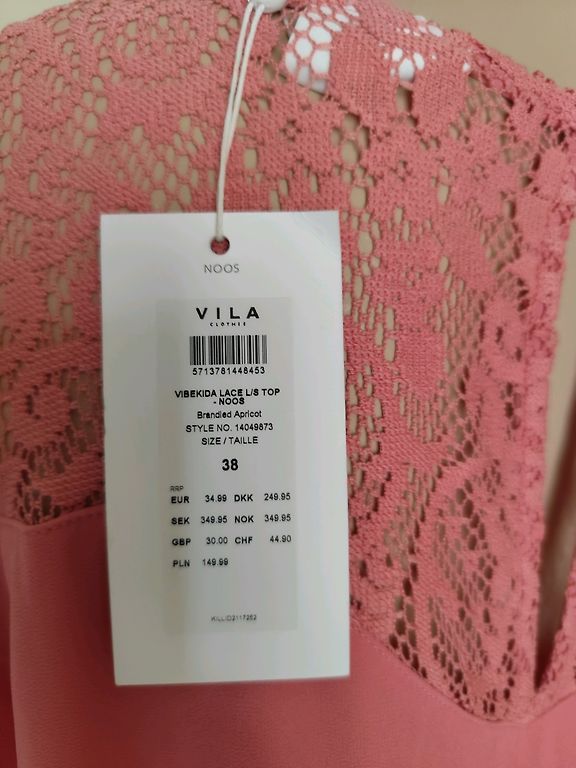 NOOS
VILA
CLOTHES
5713781448453
VIBEKIDA LACE L/S TOP
- NOOS
Brandied Apricot
STYLE NO. 14049873
SIZE / TAILLE
38
RRP
EUR 34.99 DKK 249.95
SEK 349.95 NOK 349.95
GBP 30.00 CHF 44.90
PLN 149.99